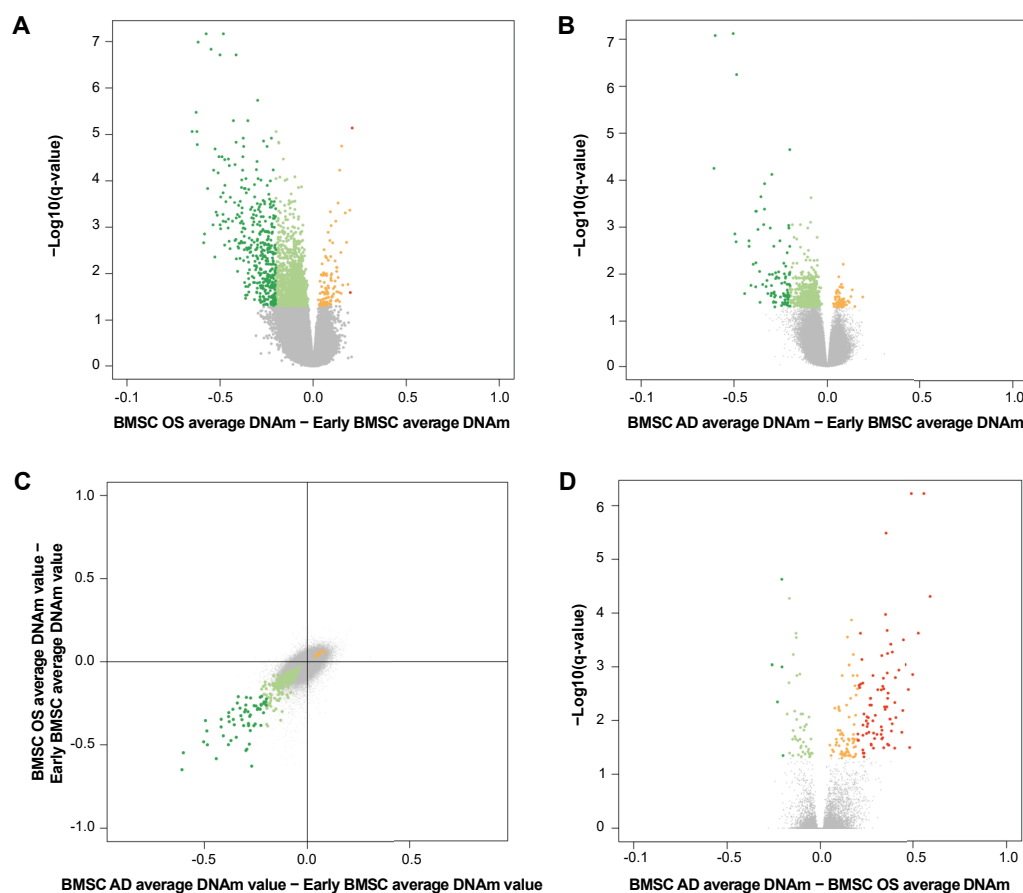 A
7
6
5
4
3
2
1
0
−Log10(q-value)
-0.1 -0.5 0.0 0.5 1.0
BMSC OS average DNAm − Early BMSC average DNAm
B
7
6
5
4
3
2
1
0
−Log10(q-value)
-0.1 -0.5 0.0 0.5 1.0
BMSC AD average DNAm − Early BMSC average DNAm
C
1.0
0.5
0.0
-0.5
-1.0
BMSC OS average DNAm value −
Early BMSC average DNAm value
-0.5 0.0 0.5
BMSC AD average DNAm value − Early BMSC average DNAm value
D
6
5
4
3
2
1
0
−Log10(q-value)
-0.1 -0.5 0.0 0.5 1.0
BMSC AD average DNAm − BMSC OS average DNAm